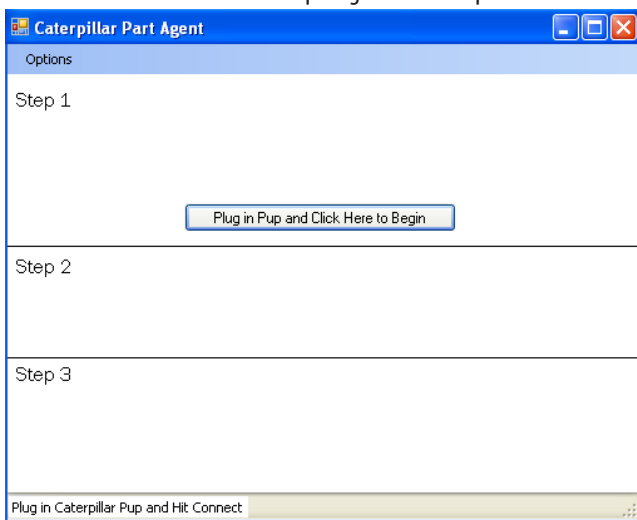 Caterpillar Part Agent
Options
Step 1
Plug in Pup and Click Here to Begin
Step 2
Step 3
Plug in Caterpillar Pup and Hit Connect